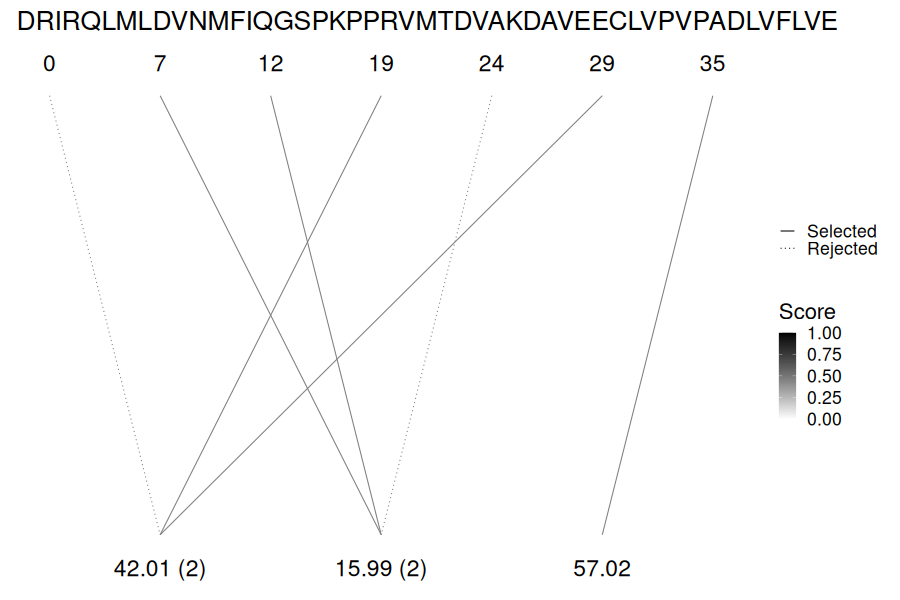 DRIRQLMLDVNMFIQGSPKPPRVMTDVAKDAVEECLVPVPADLVFLVE
0 7 12 19 24 29 35
Selected
Rejected
Score
1.00
0.75
0.50
0.25
0.00
42.01 (2) 15.99 (2) 57.02